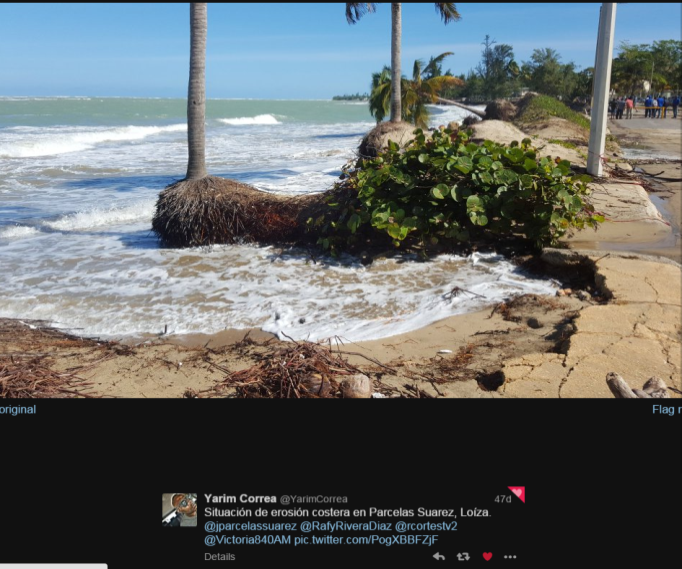 original
Flag r
Yarim Correa @YarimCorrea 47d
Situación de erosión costera en Parcelas Suarez, Loíza.
@jparcelassuarez @RafyRiveraDiaz @rcortestv2
@Victoria840AM pic.twitter.com/PogXBBFZjF
Details